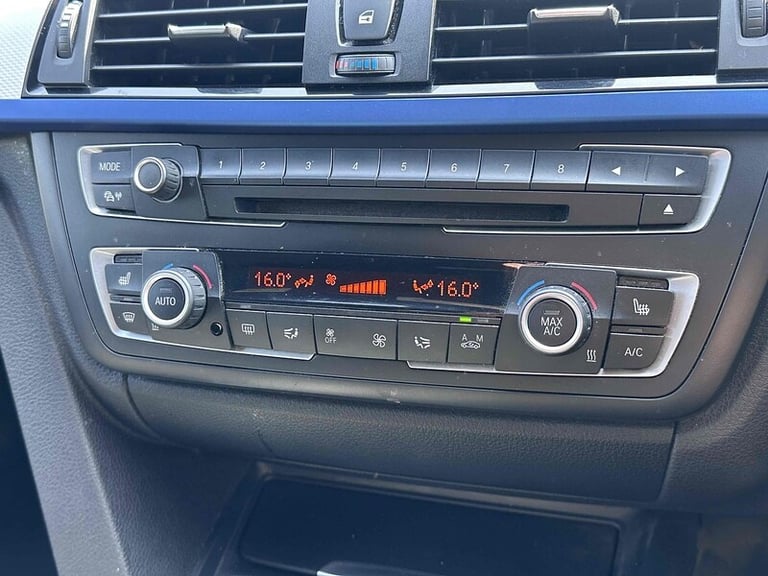 MODE 1 2 3 4 5 6 7 8
16.0° 16.0°
AUTO MAX
A/C
OFF A M A/C